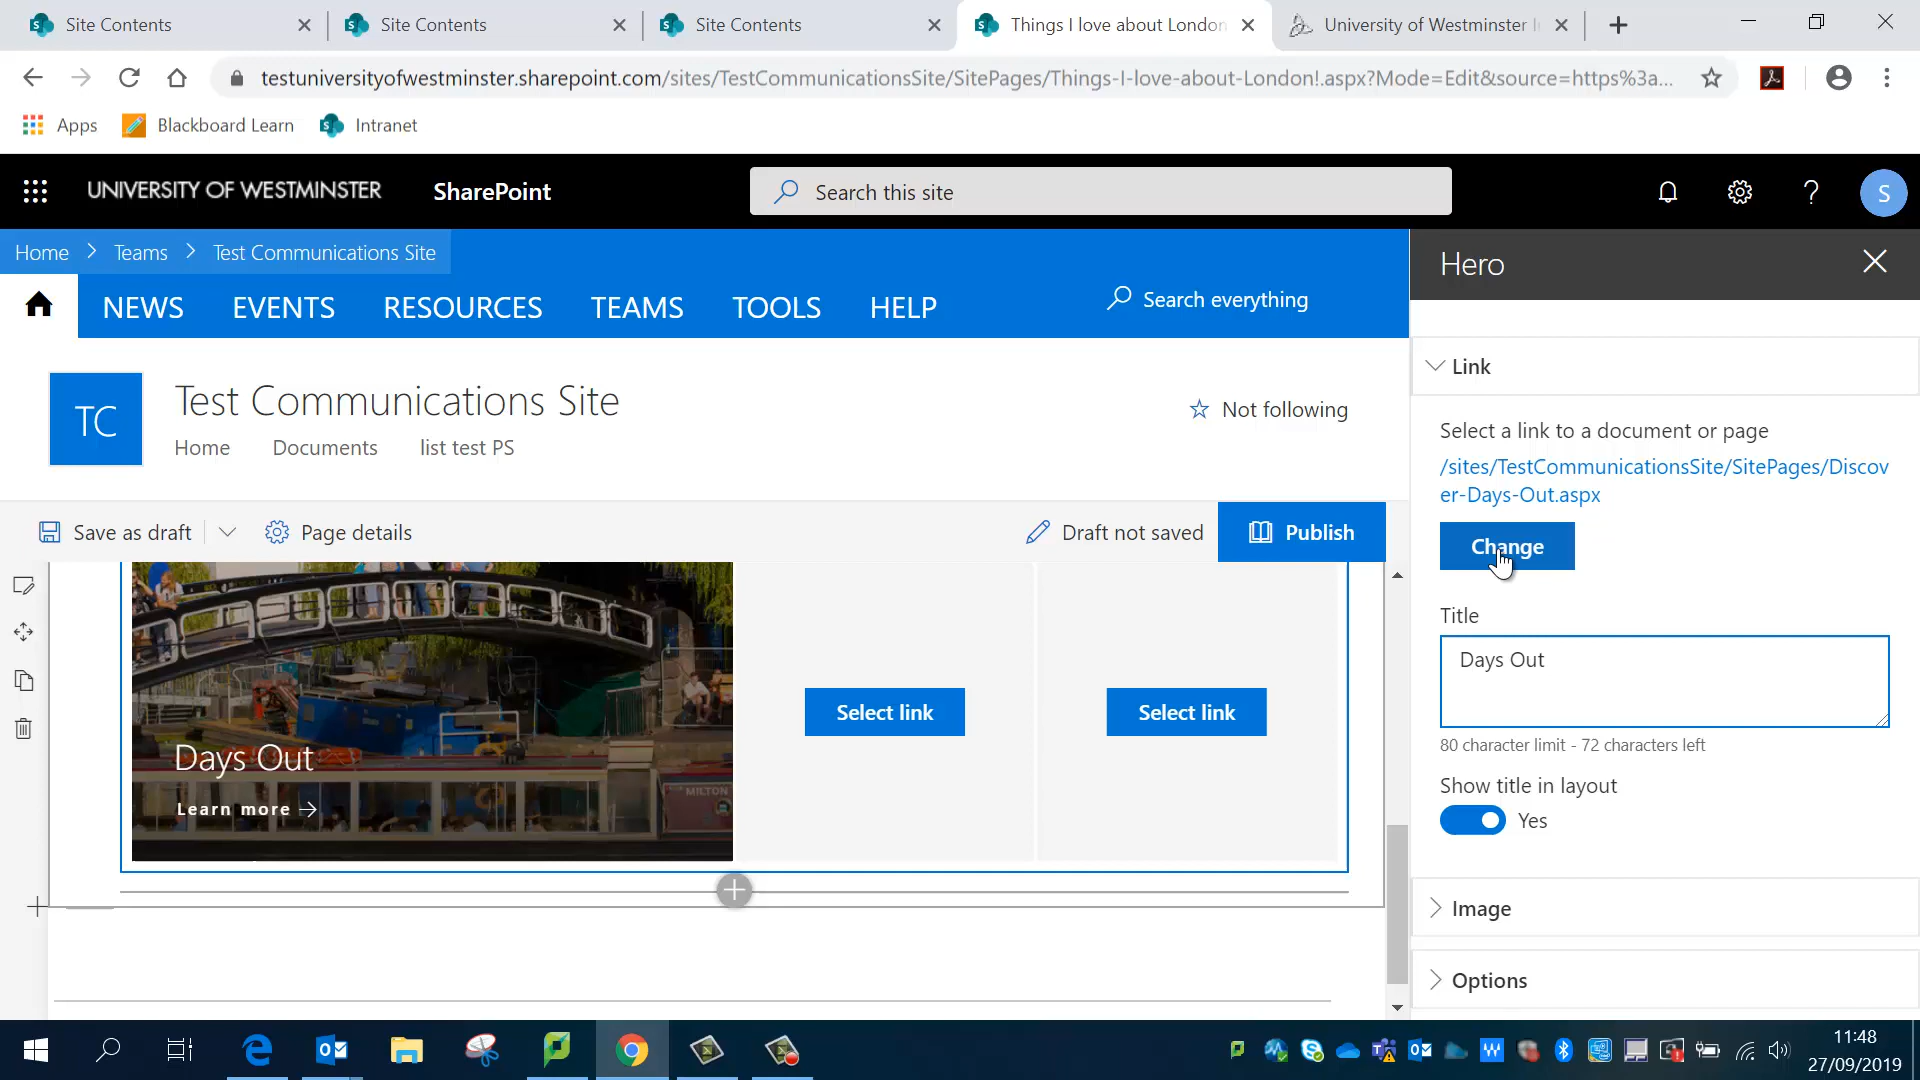 Site Contents
Site Contents
Site Contents
Things I love about London
University of Westminster I
testuniversityofwestminster.sharepoint.com/sites/TestCommunicationsSite/SitePages/Things-I-love-about-London!.aspx?Mode=Edit&source=https%3a...
Apps
Blackboard Learn
Intranet
UNIVERSITY OF WESTMINSTER
SharePoint
Search this site
S
Home > Teams > Test Communications Site
NEWS
EVENTS
RESOURCES
TEAMS
TOOLS
HELP
Search everything
TC
Test Communications Site
Home
Documents
list test PS
Not following
Save as draft
Page details
Draft not saved
Publish
Days Out
Learn more →
MILTON
Select link
Select link
Hero
Link
Select a link to a document or page
/sites/TestCommunicationsSite/SitePages/Discov
er-Days-Out.aspx
Change
Title
Days Out
80 character limit - 72 characters left
Show title in layout
Yes
Image
Options
11:48
27/09/2019